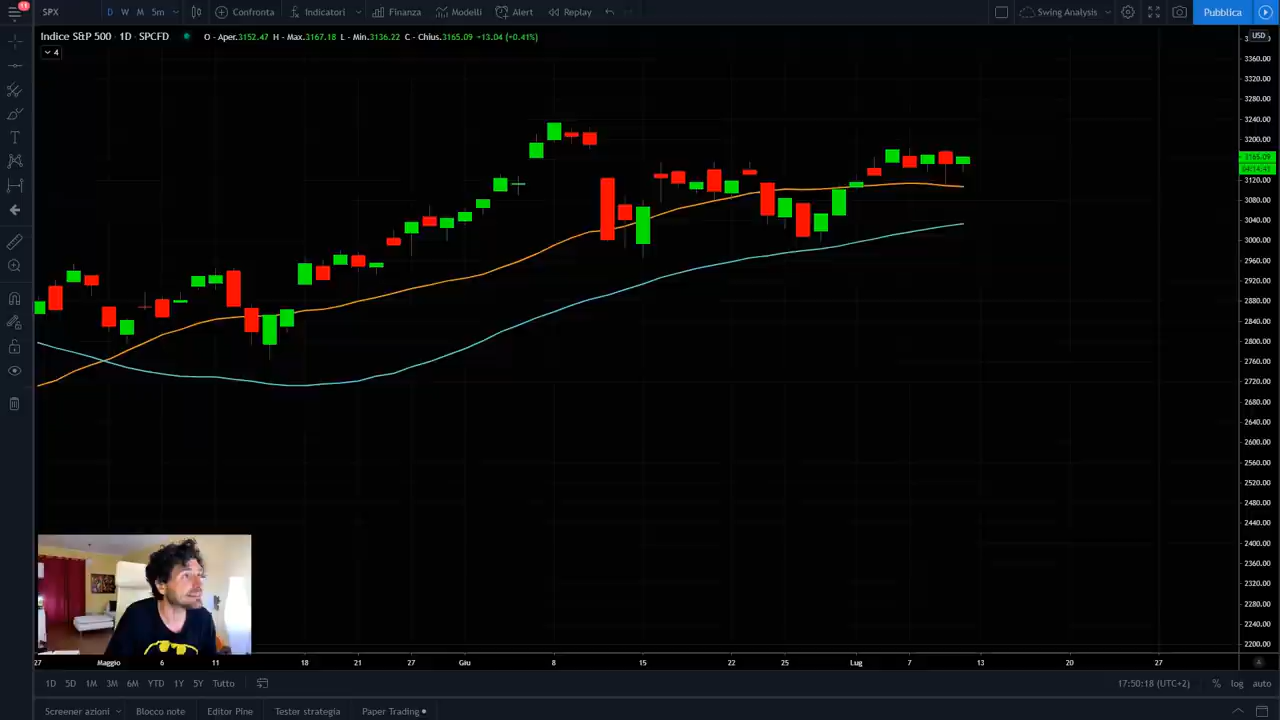 11
SPX
D W M 5m
Confronta
Indicatori
Finanza
Modelli
Alert
Replay
Swing Analysis
Pubblica
Indice S&P 500 · 1D · SPCFD
O - Aper.3152.47 H - Max.3167.18 L - Min.3136.22 C - Chius.3165.09 +13.04 (+0.41%)
4
USD
3360.00
3320.00
3280.00
3240.00
3200.00
3165.09
04:14:43
3120.00
3080.00
3040.00
3000.00
2960.00
2920.00
2880.00
2840.00
2800.00
2760.00
2720.00
2680.00
2640.00
2600.00
2560.00
2520.00
2480.00
2440.00
2400.00
2360.00
2320.00
2280.00
2240.00
2200.00
27 Maggio 6 11 18 21 27 Giu 8 15 22 25 Lug 7 13 20 27
1D 5D 1M 3M 6M YTD 1Y 5Y Tutto
17:50:18 (UTC+2)
% log auto
Screener azioni
Blocco note
Editor Pine
Tester strategia
Paper Trading